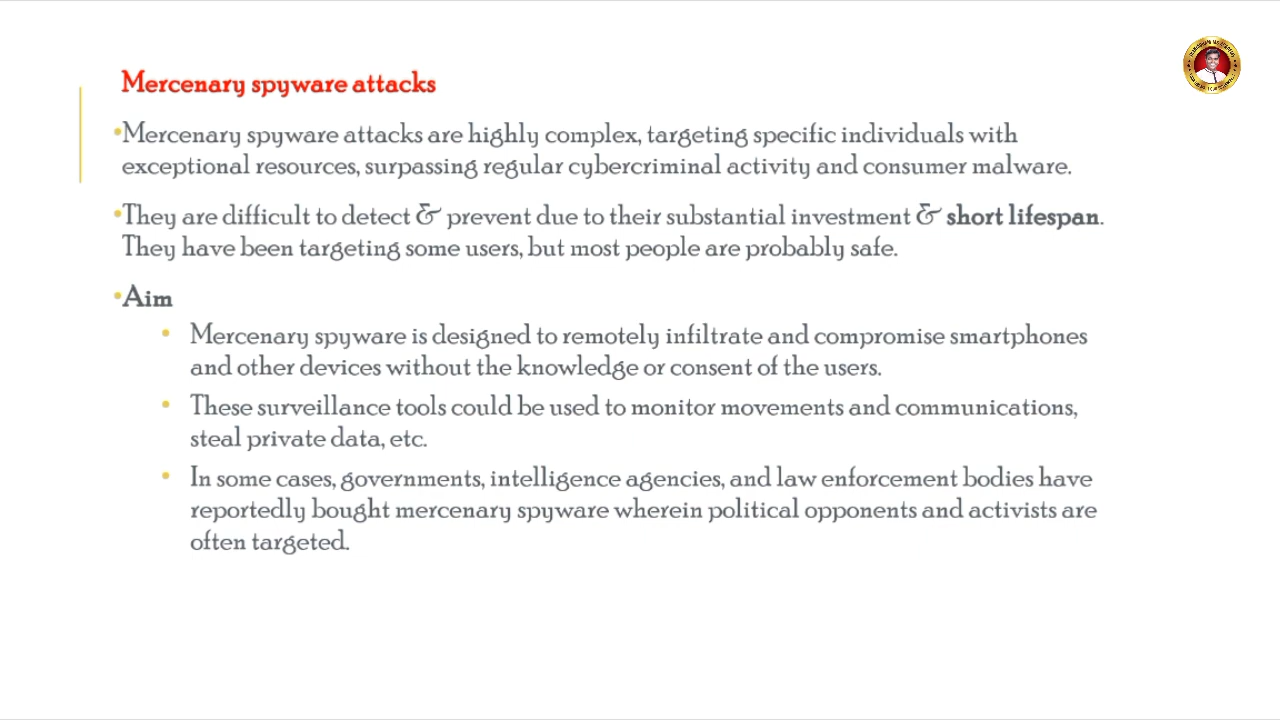 Mercenary spyware attacks
•Mercenary spyware attacks are highly complex, targeting specific individuals with
exceptional resources, surpassing regular cybercriminal activity and consumer malware.
•They are difficult to detect & prevent due to their substantial investment & short lifespan.
They have been targeting some users, but most people are probably safe.
•Aim
• Mercenary spyware is designed to remotely infiltrate and compromise smartphones
and other devices without the knowledge or consent of the users.
• These surveillance tools could be used to monitor movements and communications,
steal private data, etc.
• In some cases, governments, intelligence agencies, and law enforcement bodies have
reportedly bought mercenary spyware wherein political opponents and activists are
often targeted.